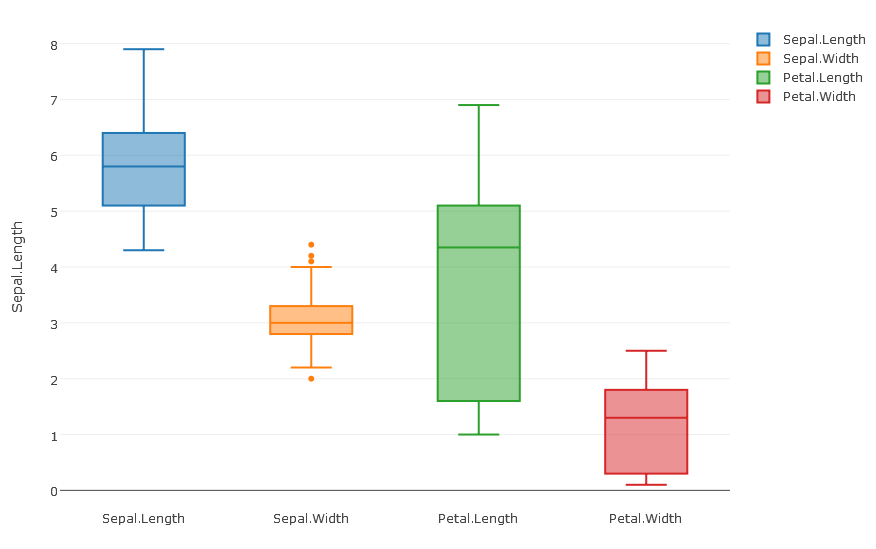 Sepal.Length
8
7
6
5
4
3
2
1
0
Sepal.Length
Sepal.Width
Petal.Length
Petal.Width
Sepal.Length
Sepal.Width
Petal.Length
Petal.Width